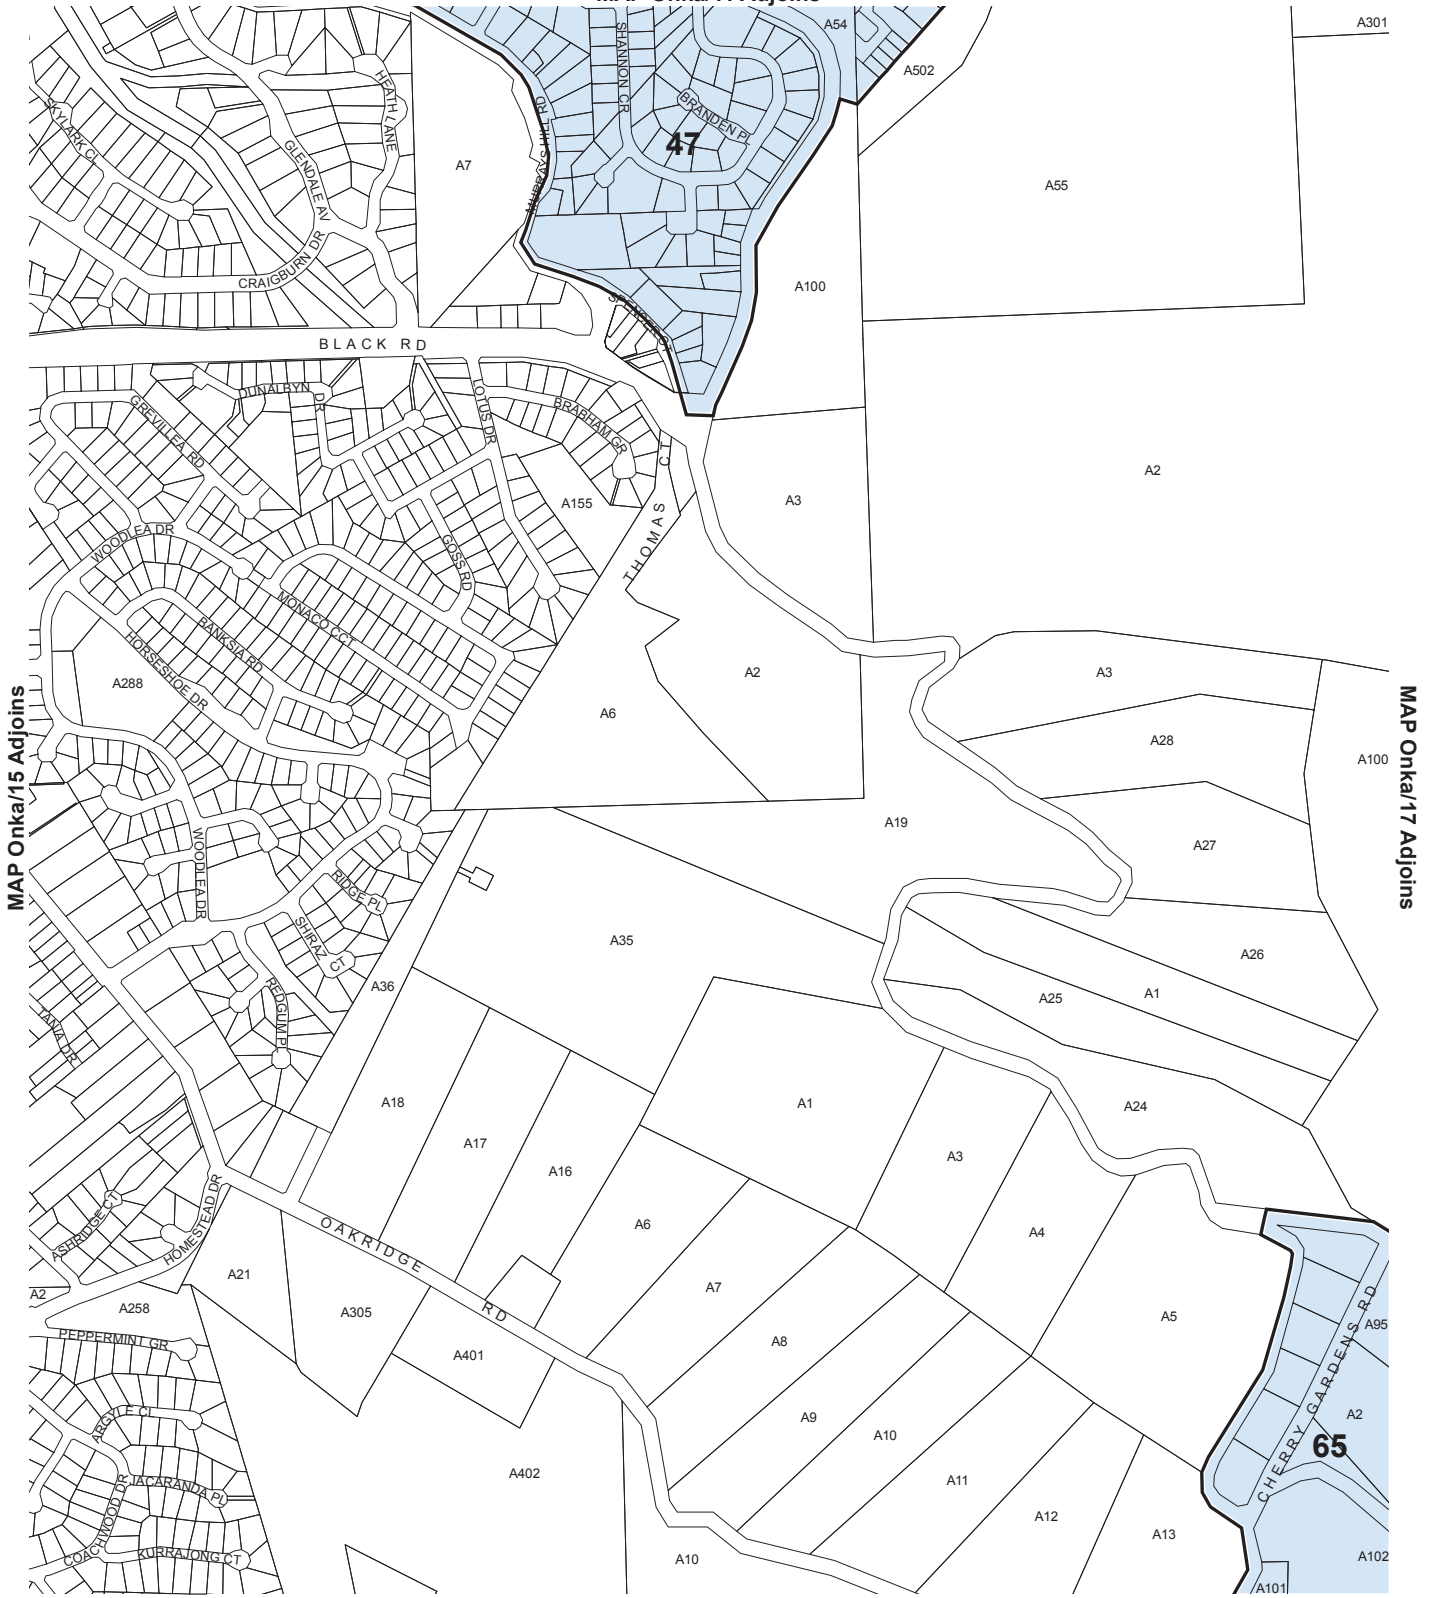 A54
A301
SHANNON CR
A502
HEATH LANE
BRANDEN PL
SKYLARK CL
MURRAYS HILL RD
47
GLENDALE AV
A7
A55
CRAIGBURN DR
A100
SPENCER CT
BLACK RD
DUNALBYN DR
LOTUS DR
GREVILLEA RD
BRABHAM GR
A2
A155
A3
THOMAS CT
WOODLEA DR
GOSS RD
MONACO CCT
BANKSIA RD
HORSESHOE DR
A288
A2
A3
A6
A28
A100
MAP Onka/15 Adjoins
MAP Onka/17 Adjoins
A19
A27
WOODLEA DR
RIDGE PL
SHIRAZ CT
A35
A26
A36
A25
A1
REDGUM PL
TANIA DR
A18
A1
A24
A17
A3
A16
A6
A4
ASHRIDGE CT
HOMESTEAD DR
OAKRIDGE RD
A21
A7
A2
A258
A305
A5
A95
PEPPERMINT GR
A401
A8
CHERRY GARDENS RD
ARGYLE CL
A9
A2
A10
65
A402
A11
JACARANDA PL
COACHWOOD DR
A12
A13
KURRAJONG CT
A10
A102
A101